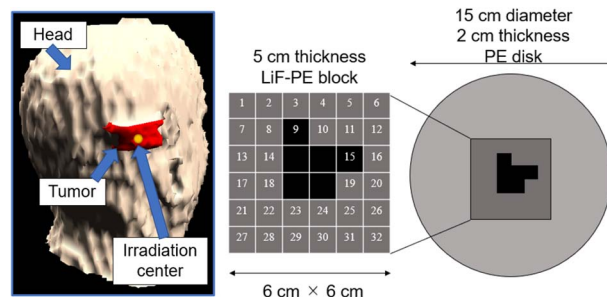 Head
Tumor
Irradiation
center
5 cm thickness
LiF-PE block
1 2 3 4 5 6
7 8 9 10 11 12
13 14 15 16
17 18 19 20
21 22 23 24 25 26
27 28 29 30 31 32
6 cm × 6 cm
15 cm diameter
2 cm thickness
PE disk